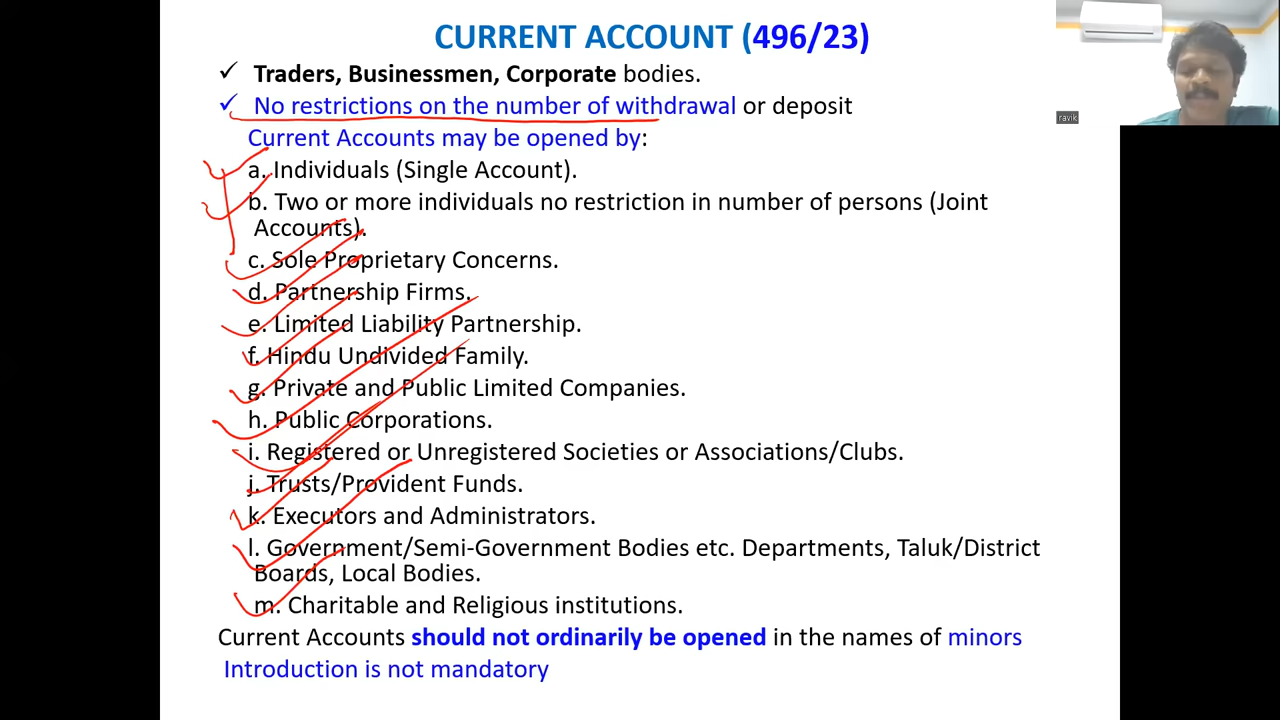 CURRENT ACCOUNT (496/23)
✓ Traders, Businessmen, Corporate bodies.
✓ No restrictions on the number of withdrawal or deposit
Current Accounts may be opened by:
a. Individuals (Single Account).
b. Two or more individuals no restriction in number of persons (Joint
Accounts).
c. Sole Proprietary Concerns.
d. Partnership Firms.
e. Limited Liability Partnership.
f. Hindu Undivided Family.
g. Private and Public Limited Companies.
h. Public Corporations.
i. Registered or Unregistered Societies or Associations/Clubs.
j. Trusts/Provident Funds.
k. Executors and Administrators.
l. Government/Semi-Government Bodies etc. Departments, Taluk/District
Boards, Local Bodies.
m. Charitable and Religious institutions.
Current Accounts should not ordinarily be opened in the names of minors
Introduction is not mandatory
ravik